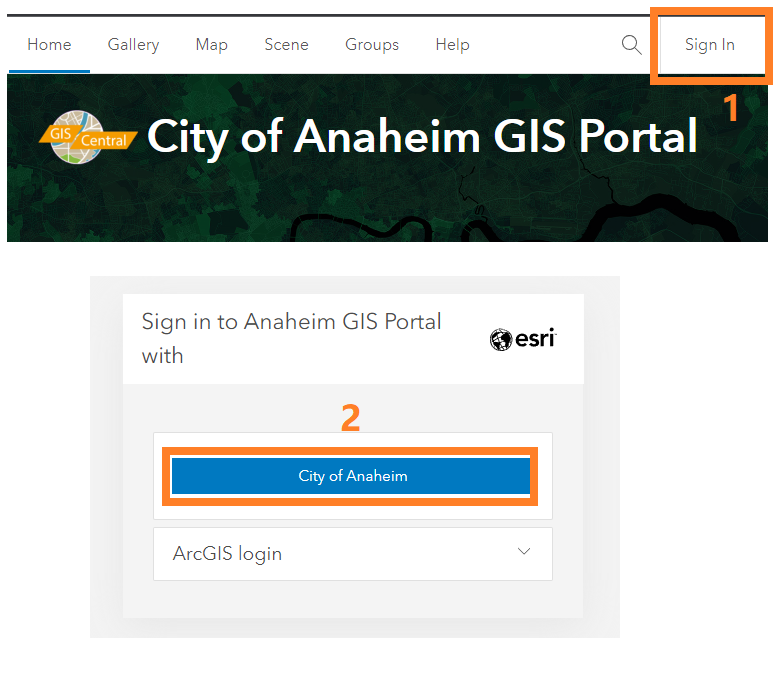 Home Gallery Map Scene Groups Help Sign In
1
GIS Central
City of Anaheim GIS Portal
Sign in to Anaheim GIS Portal
with
esri
2
City of Anaheim
ArcGIS login